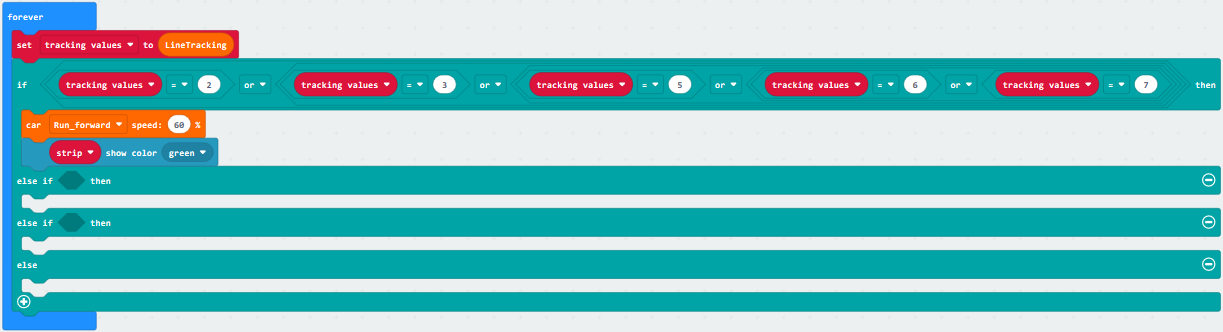 forever
set tracking values to LineTracking
if tracking values = 2 or tracking values = 3 or tracking values = 5 or tracking values = 6 or tracking values = 7 then
car Run_forward speed: 60 %
strip show color green
else if then
else if then
else